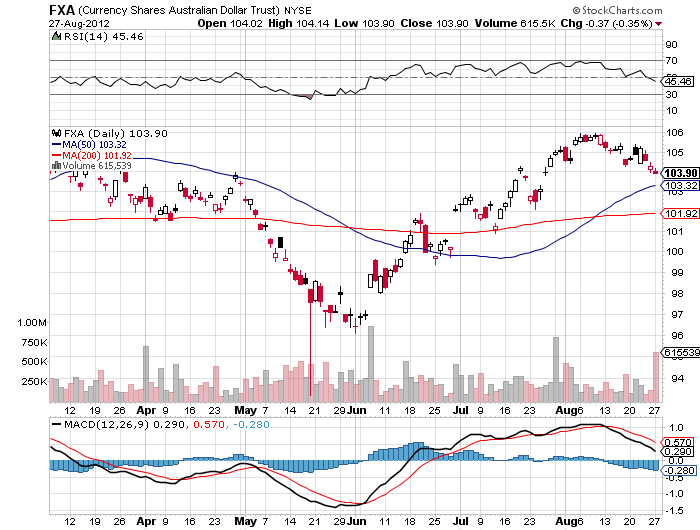 FXA (Currency Shares Australian Dollar Trust) NYSE © StockCharts.com
27-Aug-2012 Open 104.02 High 104.14 Low 103.90 Close 103.90 Volume 615.5K Chg -0.37 (-0.35%)
RSI(14) 45.46
90
70
50
45.46
30
10
FXA (Daily) 103.90
MA(50) 103.32
MA(200) 101.92
Volume 615,539
106
105
104
103.90
103.32
101.92
101
100
99
98
97
96
95
94
1.00M
750K
500K
250K
615539
12 19 26 Apr 9 16 23 May 7 14 21 29 Jun 11 18 25 Jul 9 16 23 Aug 6 13 20 27
MACD(12,26,9) 0.290, 0.570, -0.280
1.0
0.570
0.290
0.0
-0.280
-0.5
-1.0
12 19 26 Apr 9 16 23 May 7 14 21 29 Jun 11 18 25 Jul 9 16 23 Aug 6 13 20 27